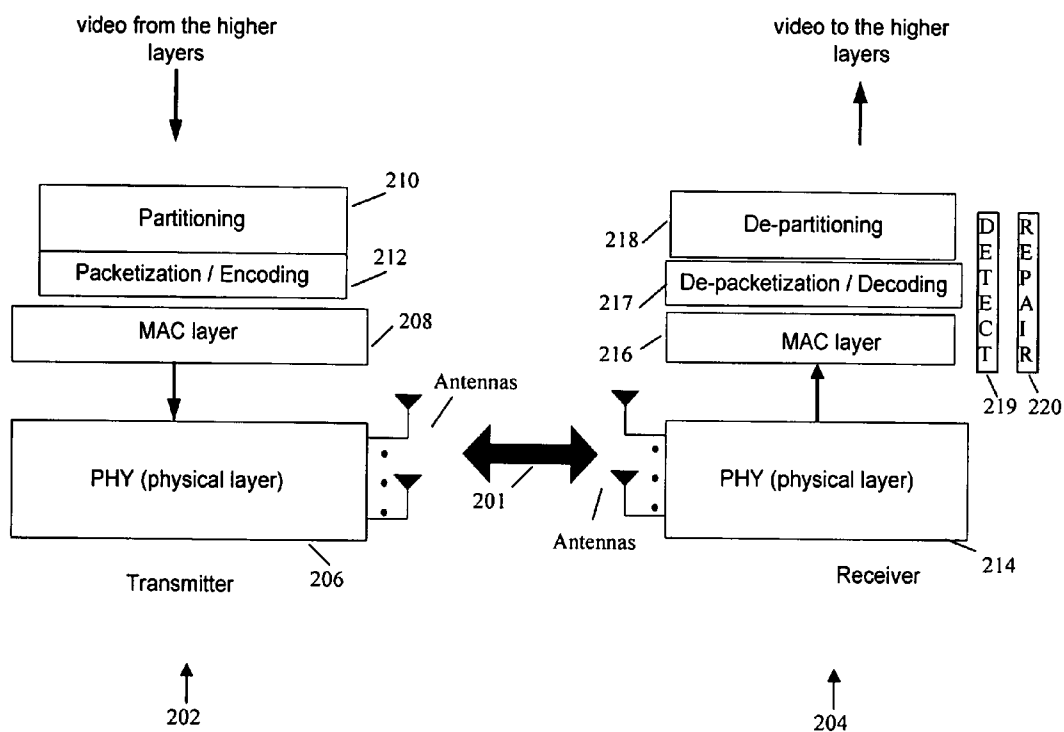 video from the higher
layers
210
Partitioning
212
Packetization / Encoding
208
MAC layer
Antennas
PHY (physical layer)
206
Transmitter
202
201
video to the higher
layers
De-partitioning
218
De-packetization / Decoding
217
MAC layer
216
DETECT
REPAIR
219
220
Antennas
PHY (physical layer)
214
Receiver
204